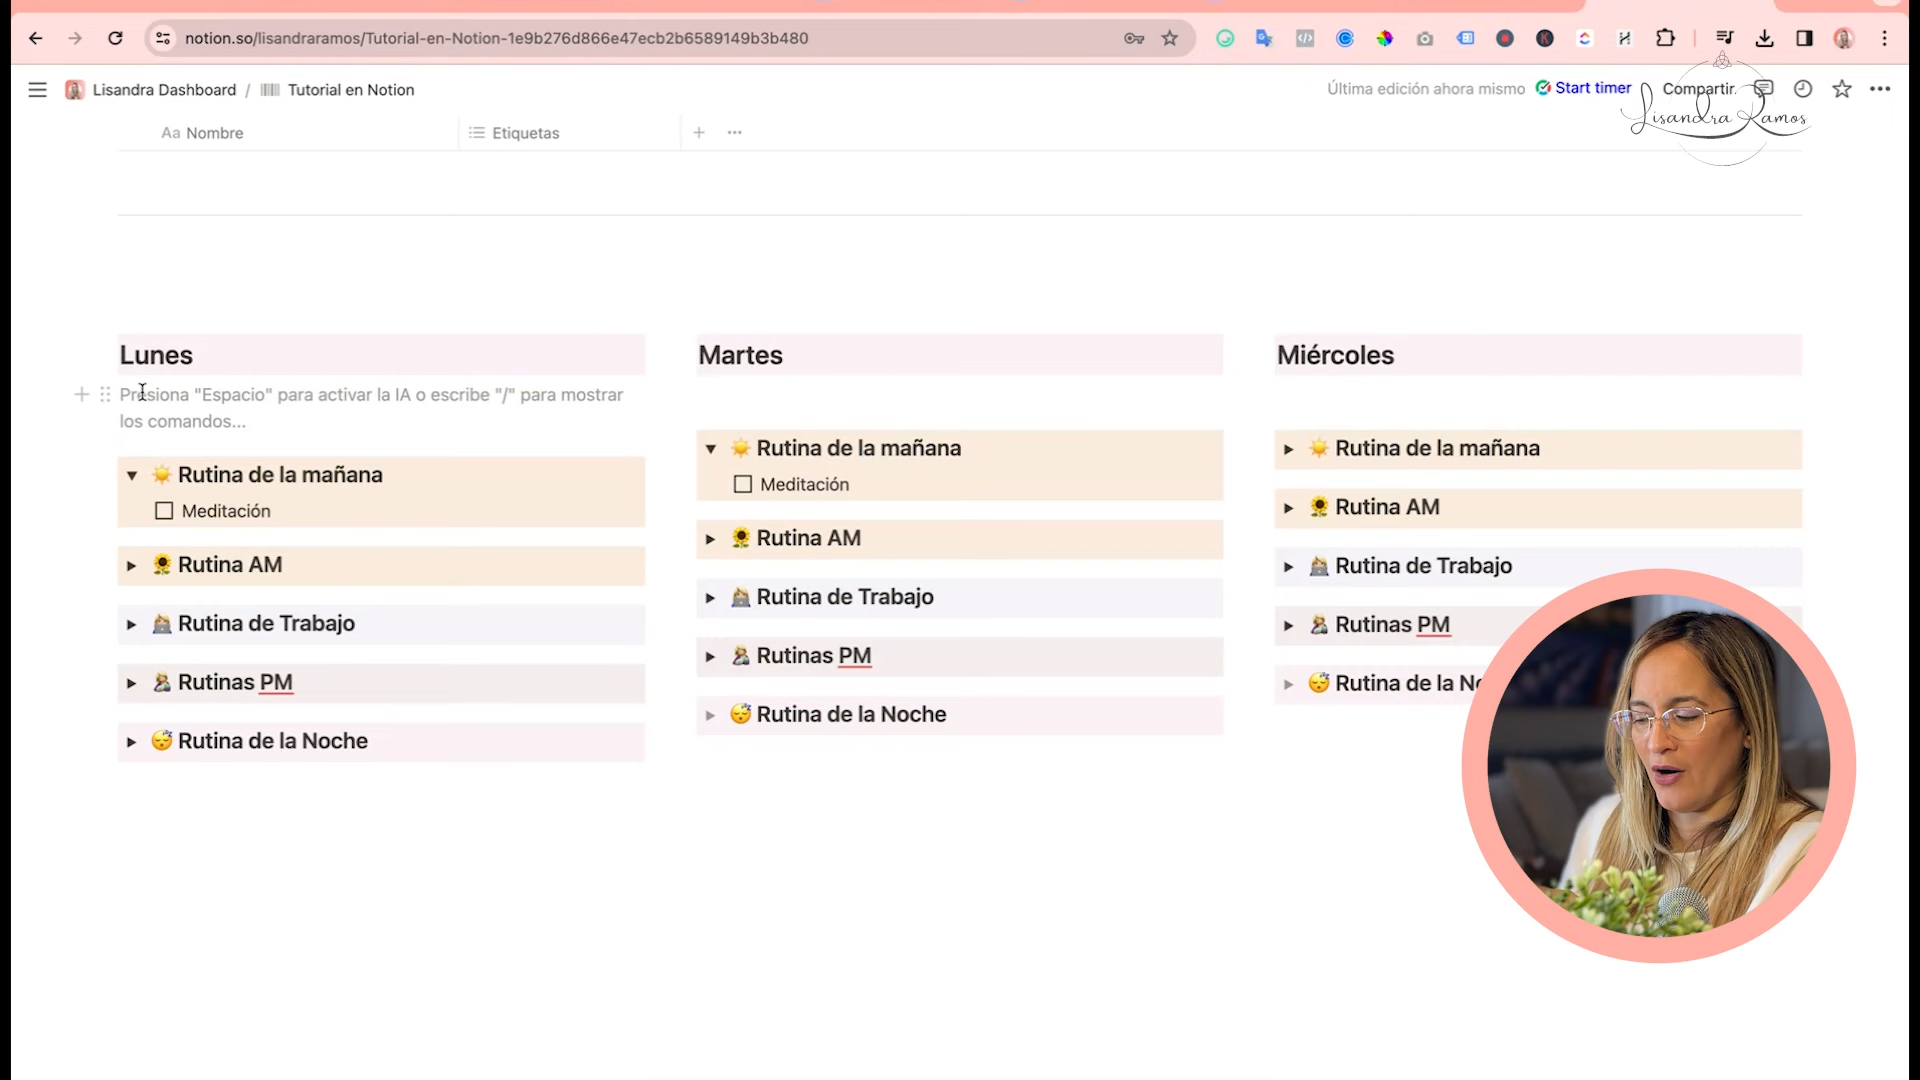 notion.so/lisandraramos/Tutorial-en-Notion-1e9b276d866e47ecb2b6589149b3b480
Lisandra Dashboard / Tutorial en Notion
Última edición ahora mismo
Start timer
Compartir
Lisandra Ramos
Aa Nombre
Etiquetas
Lunes
Presiona "Espacio" para activar la IA o escribe "/" para mostrar
los comandos...
Rutina de la mañana
Meditación
Rutina AM
Rutina de Trabajo
Rutinas PM
Rutina de la Noche
Martes
Rutina de la mañana
Meditación
Rutina AM
Rutina de Trabajo
Rutinas PM
Rutina de la Noche
Miércoles
Rutina de la mañana
Rutina AM
Rutina de Trabajo
Rutinas PM
Rutina de la